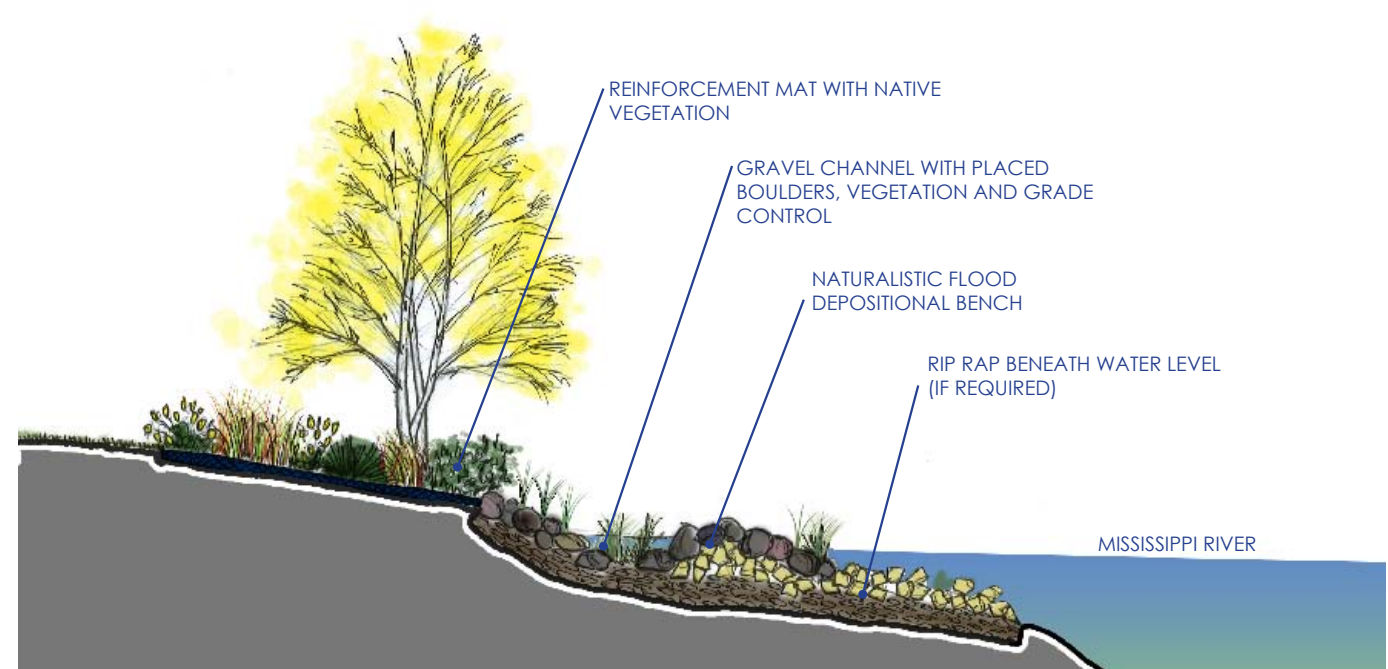 REINFORCEMENT MAT WITH NATIVE
VEGETATION
GRAVEL CHANNEL WITH PLACED
BOULDERS, VEGETATION AND GRADE
CONTROL
NATURALISTIC FLOOD
DEPOSITIONAL BENCH
RIP RAP BENEATH WATER LEVEL
(IF REQUIRED)
MISSISSIPPI RIVER